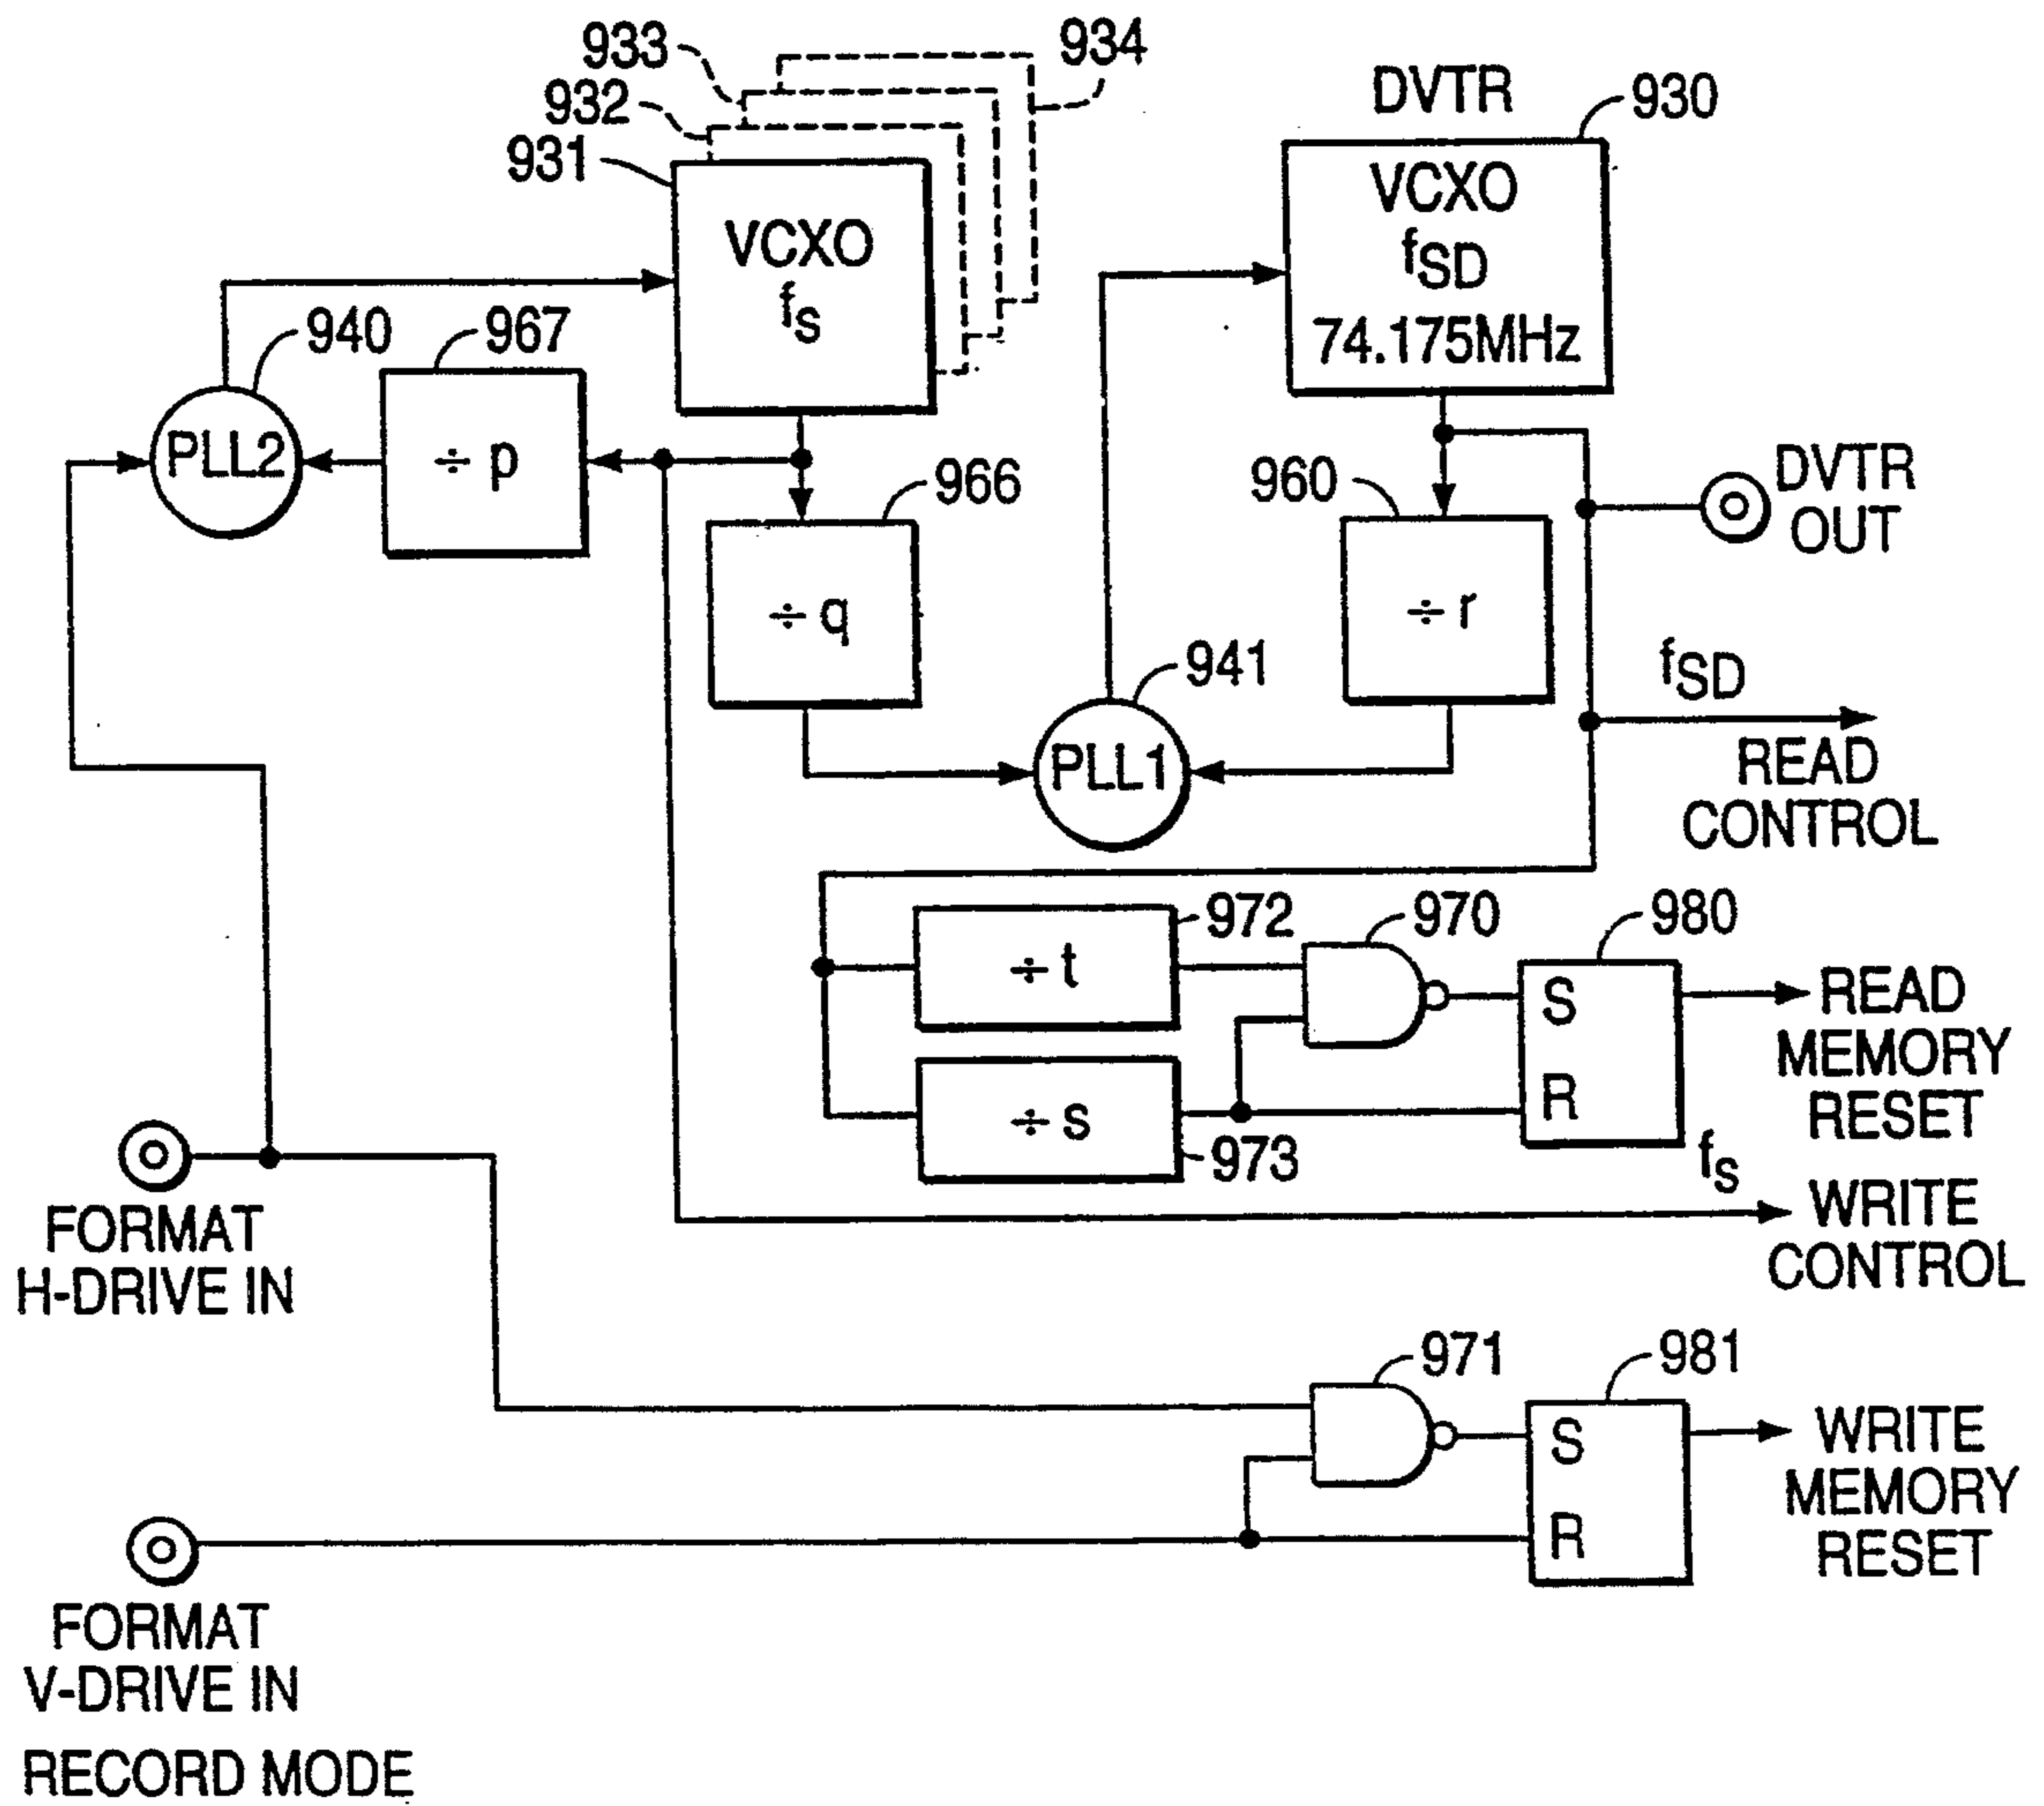 933
934
932
931
DVTR
930
VCXO
fS
VCXO
fSD
74.175MHz
940
967
PLL2
÷ p
966
960
DVTR
OUT
÷ q
÷ r
941
fSD
PLL1
READ
CONTROL
972
970
980
÷ t
S
READ
MEMORY
RESET
R
÷ s
973
fS
WRITE
CONTROL
FORMAT
H-DRIVE IN
971
981
S
WRITE
MEMORY
RESET
R
FORMAT
V-DRIVE IN
RECORD MODE